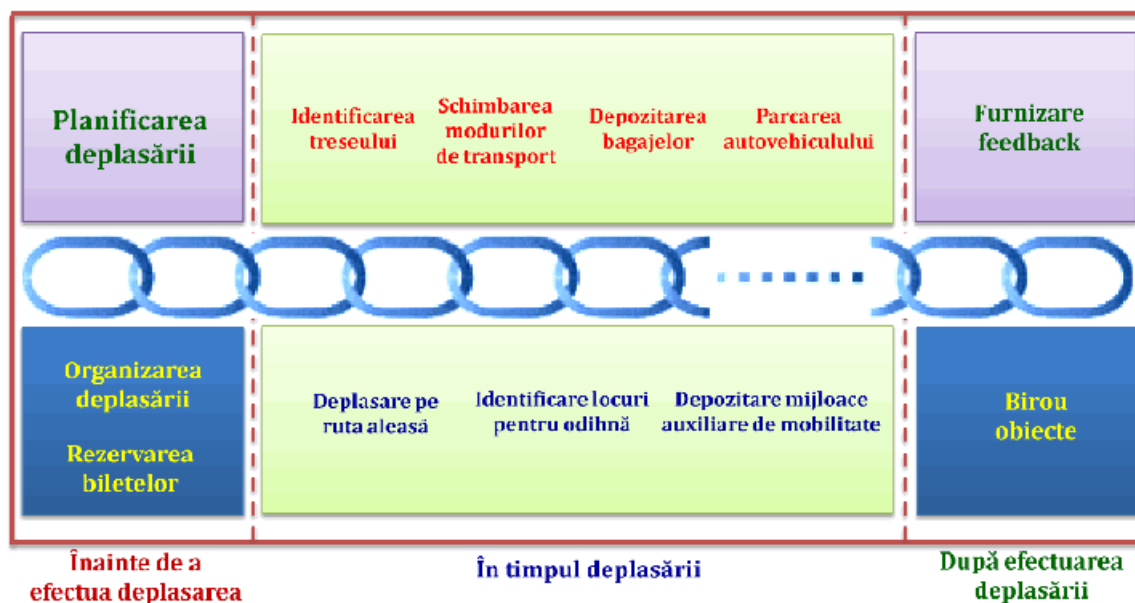 Planificarea
deplasării
Identificarea
treseului
Schimbarea
modurilor
de transport
Depozitarea
bagajelor
Parcarea
autovehiculului
Furnizare
feedback
Organizarea
deplasării
Rezervarea
biletelor
Deplasare pe
ruta aleasă
Identificare locuri
pentru odihnă
Depozitare mijloace
auxiliare de mobilitate
Birou
obiecte
Înainte de a
efectua deplasarea
În timpul deplasării
După efectuarea
deplasării